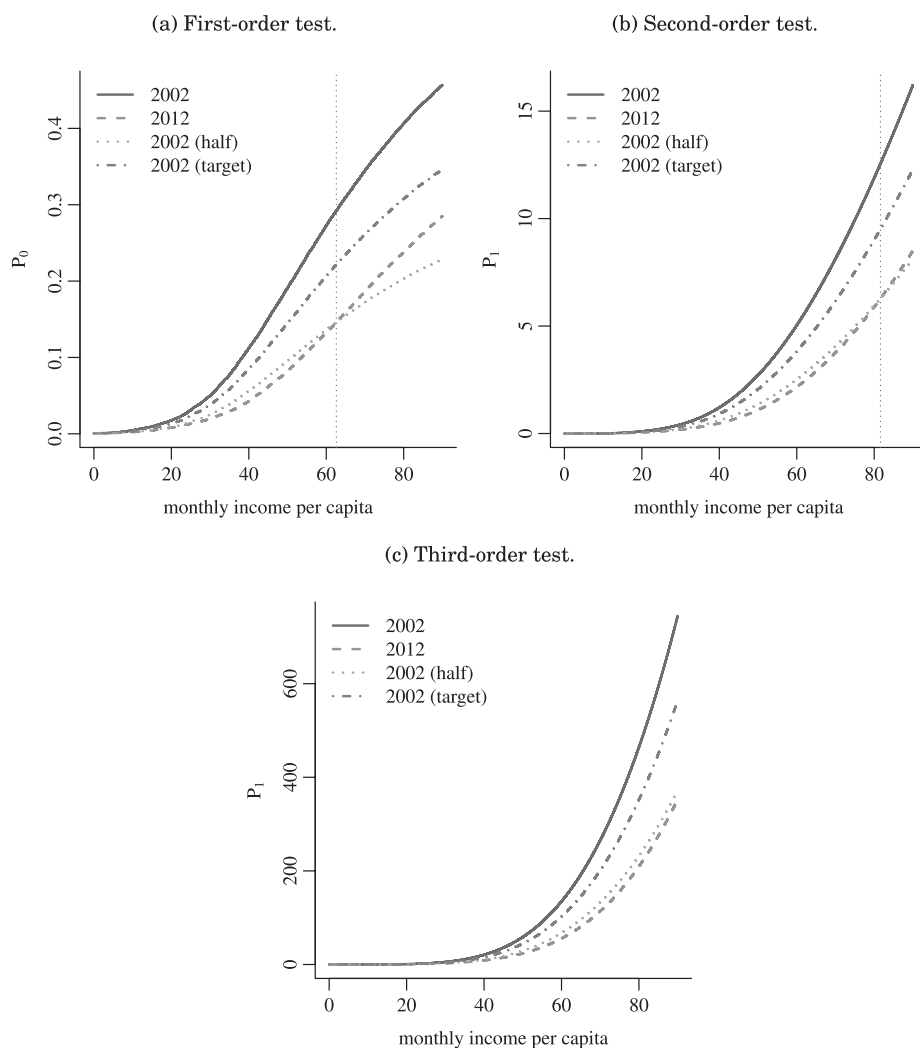 (a) First-order test.
2002
2012
2002 (half)
2002 (target)
P0
0.0
0.1
0.2
0.3
0.4
0 20 40 60 80
monthly income per capita
(b) Second-order test.
2002
2012
2002 (half)
2002 (target)
P1
0
5
10
15
0 20 40 60 80
monthly income per capita
(c) Third-order test.
2002
2012
2002 (half)
2002 (target)
P1
0
200
400
600
0 20 40 60 80
monthly income per capita